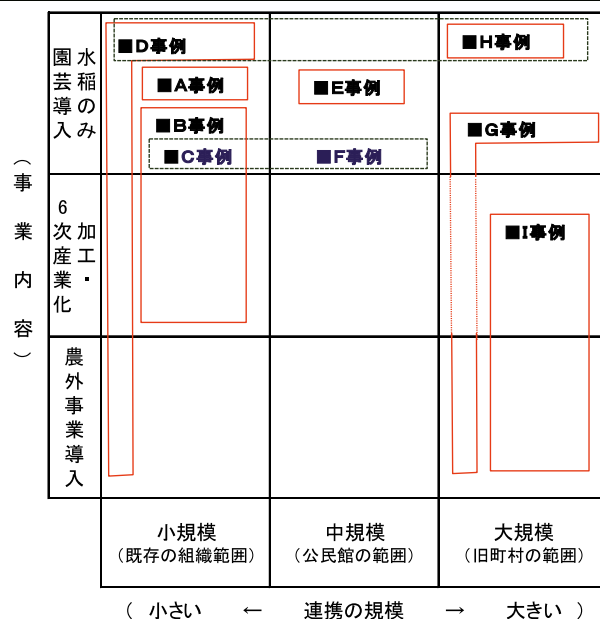 （事業内容）
水稲のみ
園芸導入
■D事例
■H事例
■A事例
■E事例
■B事例
■G事例
■C事例
■F事例
加工・
6次産業化
■I事例
農外事業導入
小規模
（既存の組織範囲）
中規模
（公民館の範囲）
大規模
（旧町村の範囲）
（ 小さい ← 連携の規模 → 大きい ）